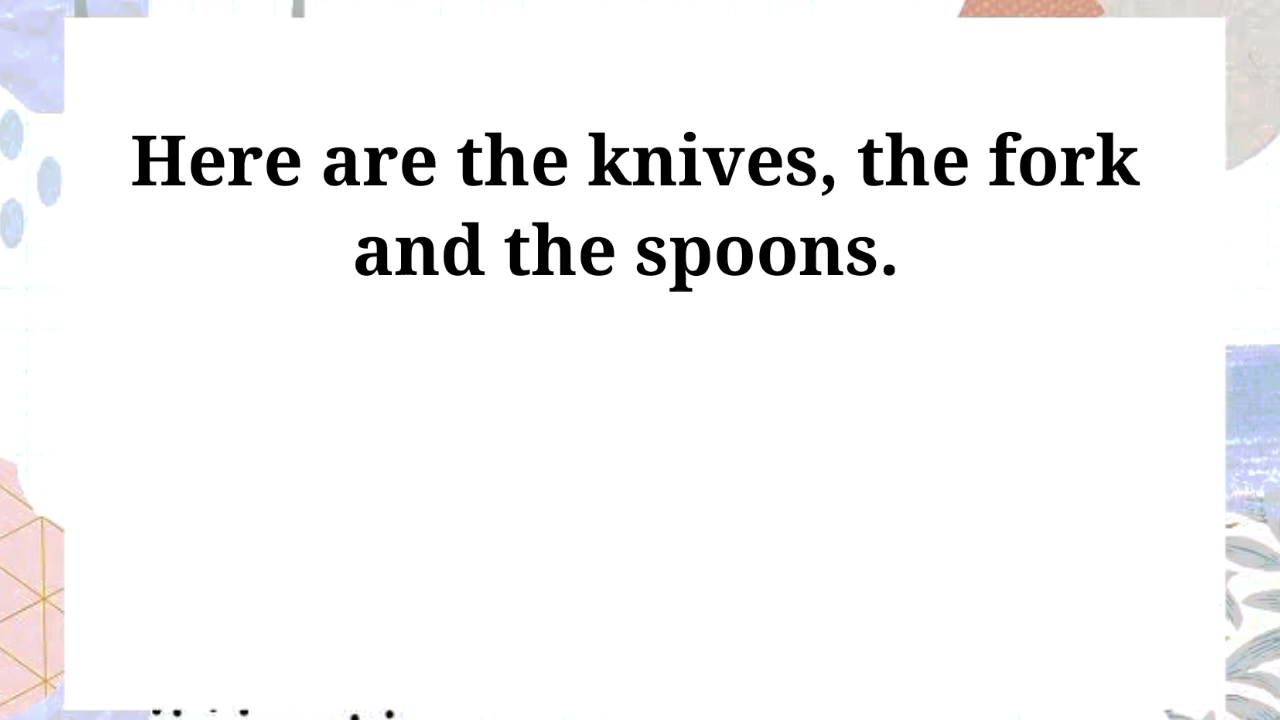 Here are the knives, the fork
and the spoons.